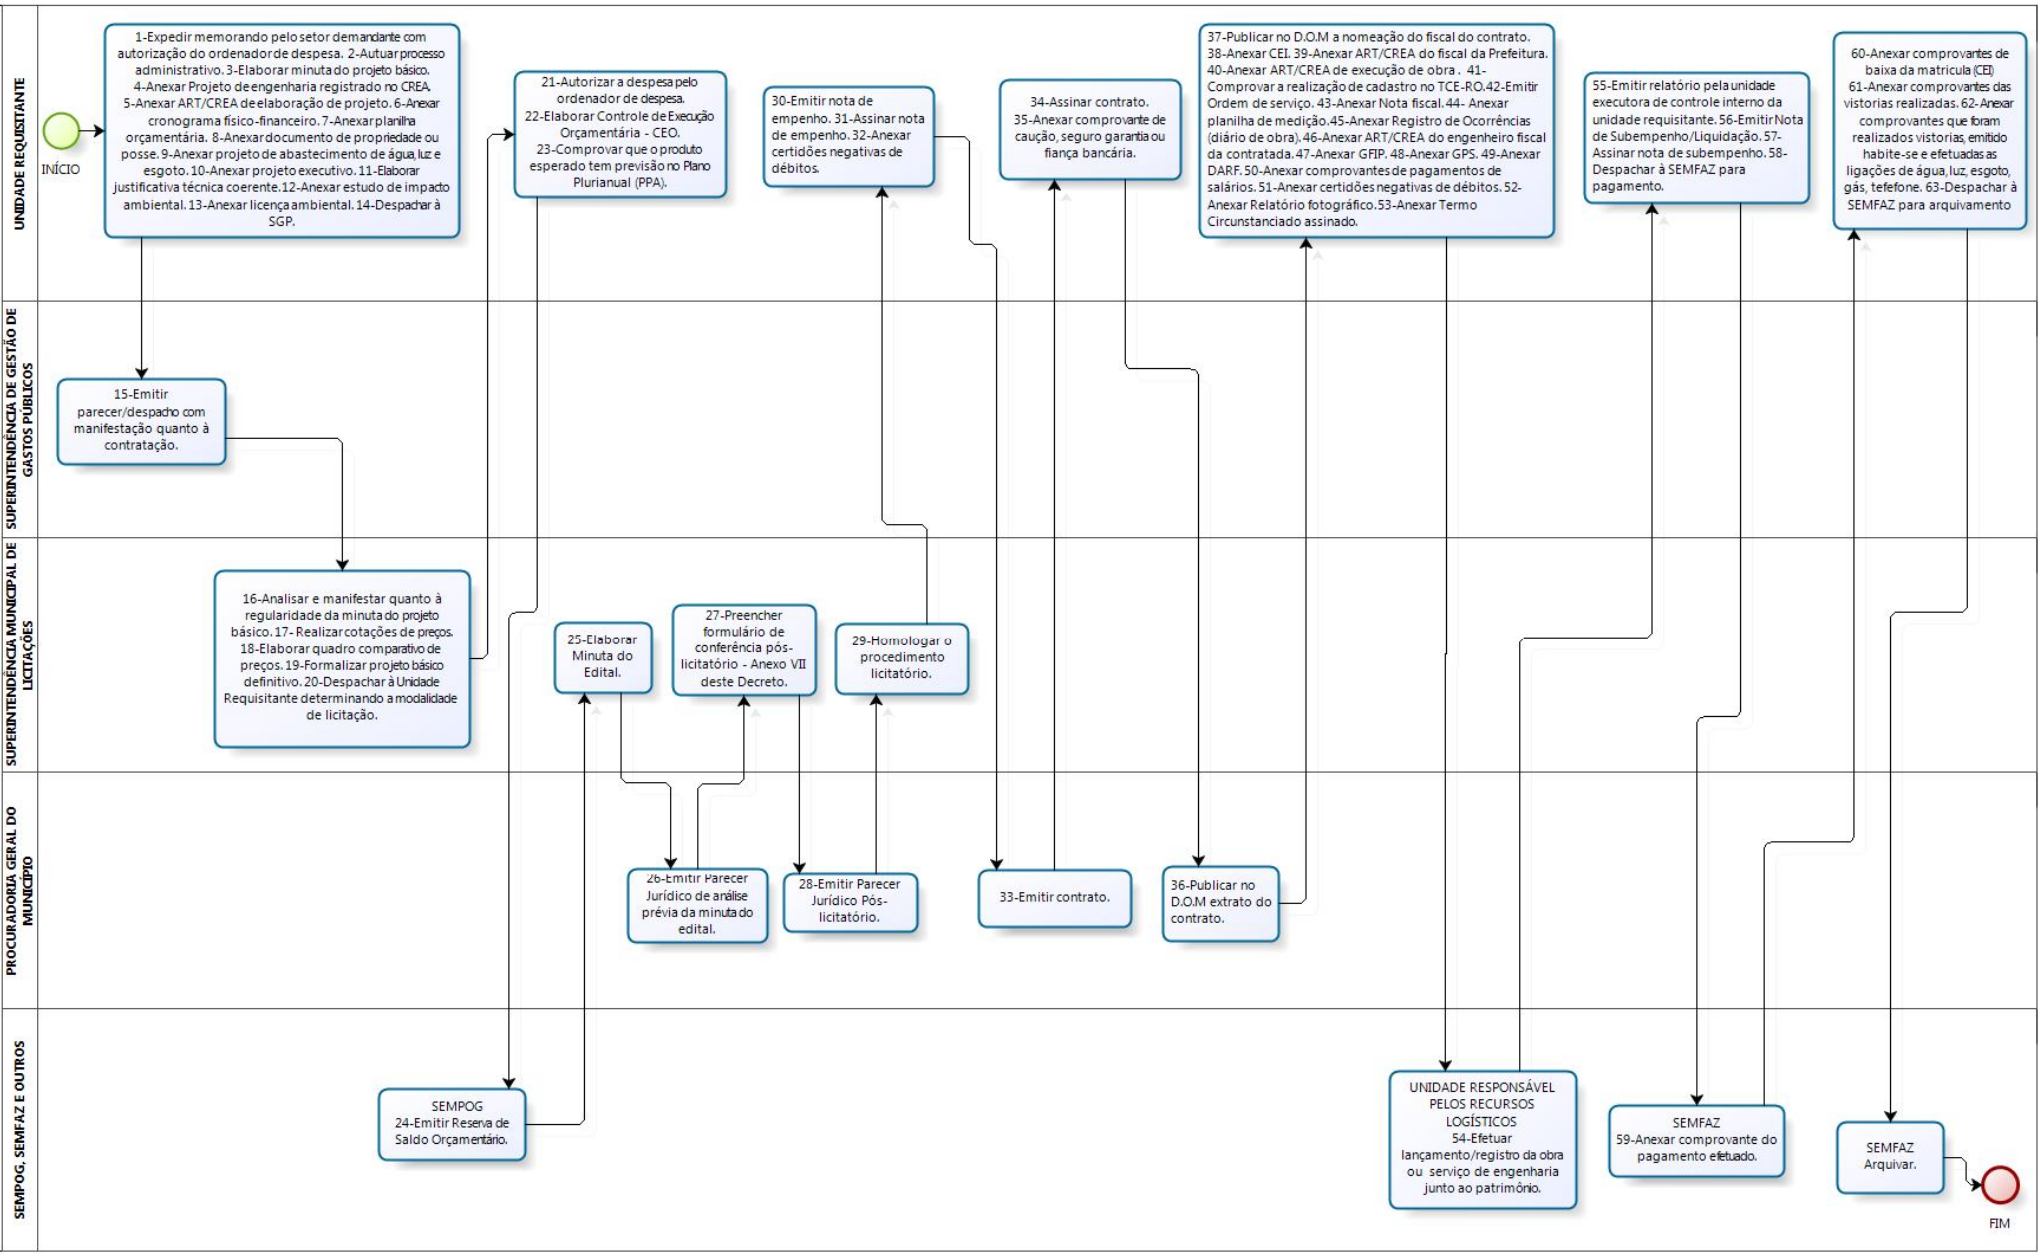 UNIDADE REQUISITANTE
INÍCIO
1-Expedir memorando pelo setor demandante com
autorização do ordenador de despesa. 2-Autuar processo
administrativo. 3-Elaborar minuta do projeto básico.
4-Anexar Projeto de engenharia registrado no CREA.
5-Anexar ART/CREA de elaboração de projeto. 6-Anexar
cronograma físico-financeiro. 7-Anexar planilha
orçamentária. 8-Anexar documento de propriedade ou
posse. 9-Anexar projeto de abastecimento de água, luz e
esgoto. 10-Anexar projeto executivo. 11-Elaborar
justificativa técnica coerente. 12-Anexar estudo de impacto
ambiental. 13-Anexar licença ambiental. 14-Despachar à
SGP.
21-Autorizar a despesa pelo
ordenador de despesa.
22-Elaborar Controle de Execução
Orçamentária - CEO.
23-Comprovar que o produto
esperado tem previsão no Plano
Plurianual (PPA).
30-Emitir nota de
empenho. 31-Assinar nota
de empenho. 32-Anexar
certidões negativas de
débitos.
34-Assinar contrato.
35-Anexar comprovante de
caução, seguro garantia ou
fiança bancária.
37-Publicar no D.O.M a nomeação do fiscal do contrato.
38-Anexar CEI. 39-Anexar ART/CREA do fiscal da Prefeitura.
40-Anexar ART/CREA de execução de obra . 41-
Comprovar a realização de cadastro no TCE-RO.42-Emitir
Ordem de serviço. 43-Anexar Nota fiscal. 44- Anexar
planilha de medição. 45-Anexar Registro de Ocorrências
(diário de obra). 46-Anexar ART/CREA do engenheiro fiscal
da contratada. 47-Anexar GFIP. 48-Anexar GPS. 49-Anexar
DARF. 50-Anexar comprovantes de pagamentos de
salários. 51-Anexar certidões negativas de débitos. 52-
Anexar Relatório fotográfico. 53-Anexar Termo
Circunstanciado assinado.
55-Emitir relatório pela unidade
executora de controle interno da
unidade requisitante. 56-Emitir Nota
de Subempenho/Liquidação. 57-
Assinar nota de subempenho. 58-
Despachar à SEMFAZ para
pagamento.
60-Anexar comprovantes de
baixa da matricula (CEI)
61-Anexar comprovantes das
vistorias realizadas. 62-Anexar
comprovantes que foram
realizados vistorias, emitido
habite-se e efetuadas as
ligações de água, luz, esgoto,
gás, tefefone. 63-Despachar à
SEMFAZ para arquivamento
SUPERINTENDÊNCIA DE GESTÃO DE
GASTOS PÚBLICOS
15-Emitir
parecer/despacho com
manifestação quanto à
contratação.
SUPERINTENDÊNCIA MUNICIPAL DE
LICITAÇÕES
16-Analisar e manifestar quanto à
regularidade da minuta do projeto
básico. 17- Realizar cotações de preços.
18-Elaborar quadro comparativo de
preços. 19-Formalizar projeto básico
definitivo. 20-Despachar à Unidade
Requisitante determinando a modalidade
de licitação.
25-Elaborar
Minuta do
Edital.
27-Preencher
formulário de
conferência pós-
licitatório - Anexo VII
deste Decreto.
29-Homologar o
procedimento
licitatório.
PROCURADORIA GERAL DO
MUNICÍPIO
26-Emitir Parecer
Jurídico de análise
prévia da minuta do
edital.
28-Emitir Parecer
Jurídico Pós-
licitatório.
33-Emitir contrato.
36-Publicar no
D.O.M extrato do
contrato.
SEMPOG, SEMFAZ E OUTROS
SEMPOG
24-Emitir Reserva de
Saldo Orçamentário.
UNIDADE RESPONSÁVEL
PELOS RECURSOS
LOGÍSTICOS
54-Efetuar
lançamento/registro da obra
ou serviço de engenharia
junto ao patrimônio.
SEMFAZ
59-Anexar comprovante do
pagamento efetuado.
SEMFAZ
Arquivar.
FIM